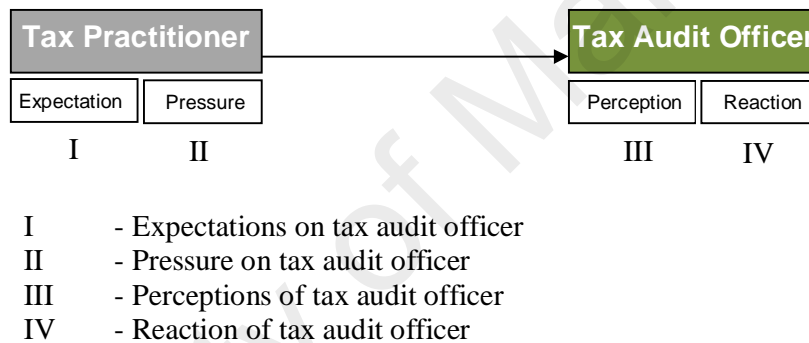 Tax Practitioner Tax Audit Officer
Expectation Pressure Perception Reaction
I II III IV
I - Expectations on tax audit officer
II - Pressure on tax audit officer
III - Perceptions of tax audit officer
IV - Reaction of tax audit officer
of